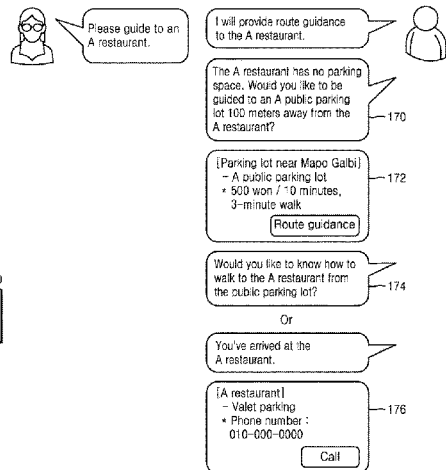 Please guide to an
A restaurant.
I will provide route guidance
to the A restaurant.
The A restaurant has no parking
space. Would you like to be
guided to an A public parking
lot 100 meters away from the
A restaurant?
170
[Parking lot near Mapo Galbi]
- A public parking lot
* 500 won / 10 minutes,
3-minute walk
Route guidance
172
Would you like to know how to
walk to the A restaurant from
the public parking lot?
174
Or
You've arrived at the
A restaurant.
[A restaurant]
- Valet parking
* Phone number :
010-000-0000
Call
176